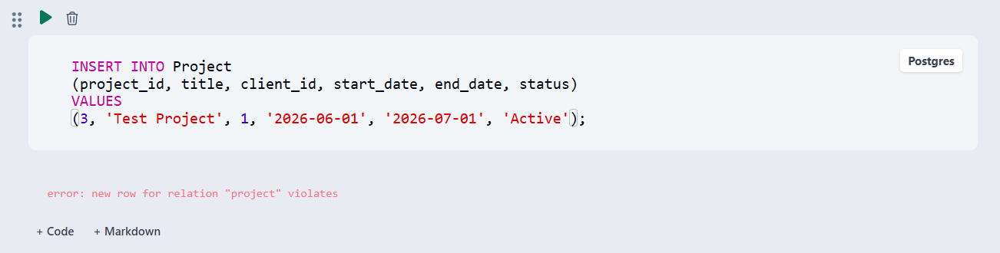 Postgres
INSERT INTO Project
(project_id, title, client_id, start_date, end_date, status)
VALUES
(3, 'Test Project', 1, '2026-06-01', '2026-07-01', 'Active');
error: new row for relation "project" violates
+ Code + Markdown